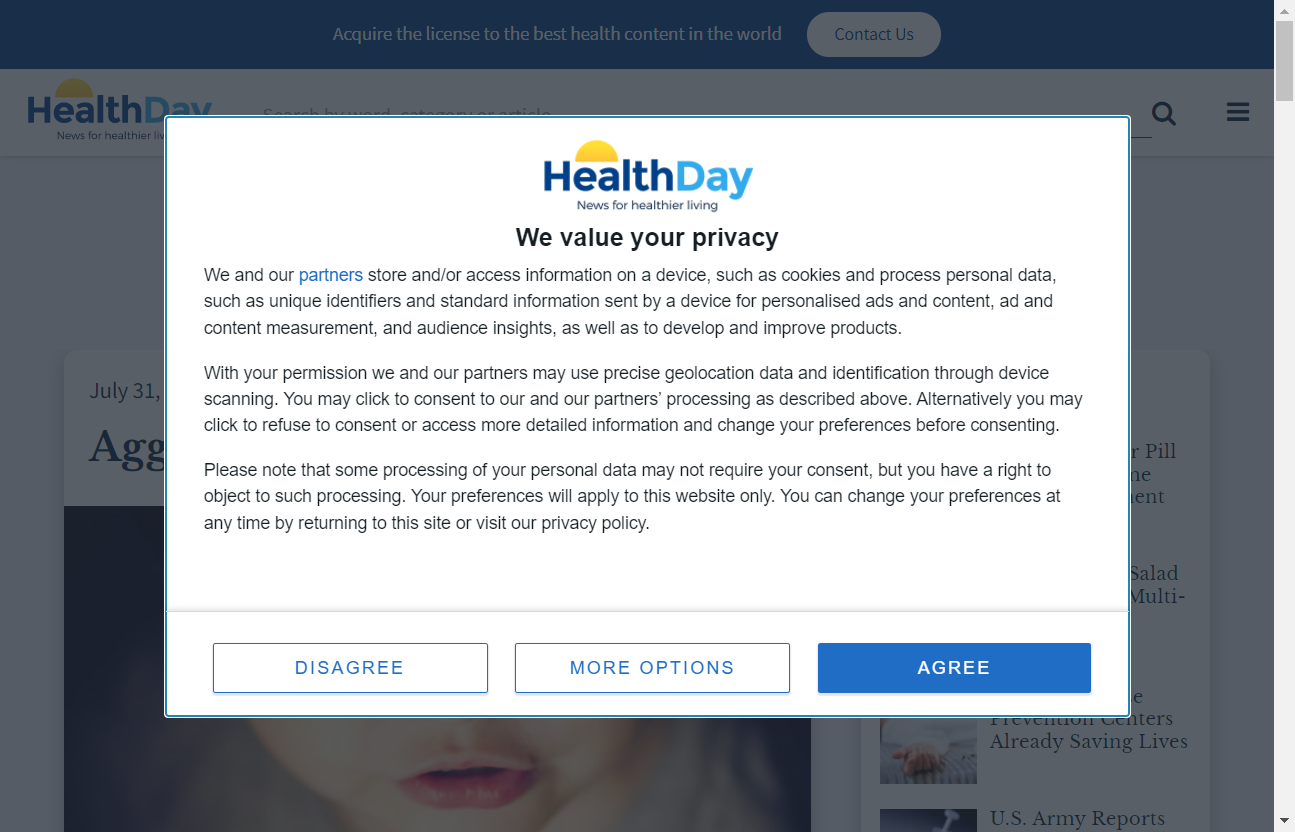 Acquire the license to the best health content in the world
Contact Us
HealthDay
News for healthier
Search by word, category or article
HealthDay
News for healthier living
We value your privacy
We and our partners store and/or access information on a device, such as cookies and process personal data,
such as unique identifiers and standard information sent by a device for personalised ads and content, ad and
content measurement, and audience insights, as well as to develop and improve products.
With your permission we and our partners may use precise geolocation data and identification through device
scanning. You may click to consent to our and our partners’ processing as described above. Alternatively you may
click to refuse to consent or access more detailed information and change your preferences before consenting.
Please note that some processing of your personal data may not require your consent, but you have a right to
object to such processing. Your preferences will apply to this website only. You can change your preferences at
any time by returning to this site or visit our privacy policy.
DISAGREE
MORE OPTIONS
AGREE
July 31,
Agg
Pill
Salad
Multi-
Prevention Centers
Already Saving Lives
U.S. Army Reports